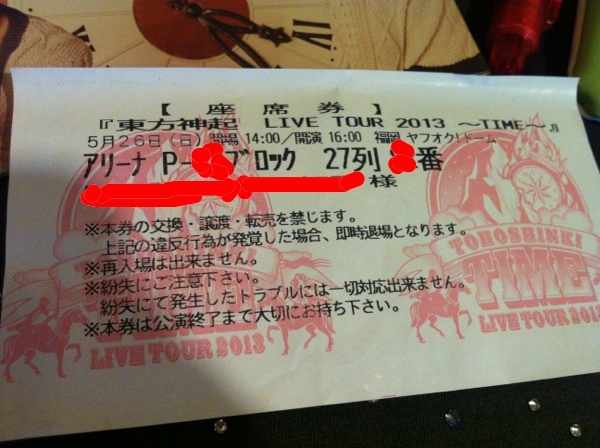 【 座 席 券 】
『東方神起 LIVE TOUR 2013 ～TIME～』
5月26日(日) 開場 14:00／開演 16:00 福岡 ヤフオク!ドーム
アリーナ P- ブロック 27列 番
様
※本券の交換・譲渡・転売を禁じます。
上記の違反行為が発覚した場合、即時退場となります。
※再入場は出来ません。
※紛失にご注意下さい。
紛失にて発生したトラブルには一切対応出来ません。
※本券は公演終了まで大切にお持ち下さい。
TIME
LIVE TOUR 2013
TOHOSHINKI
TIME
LIVE TOUR 2013
IV